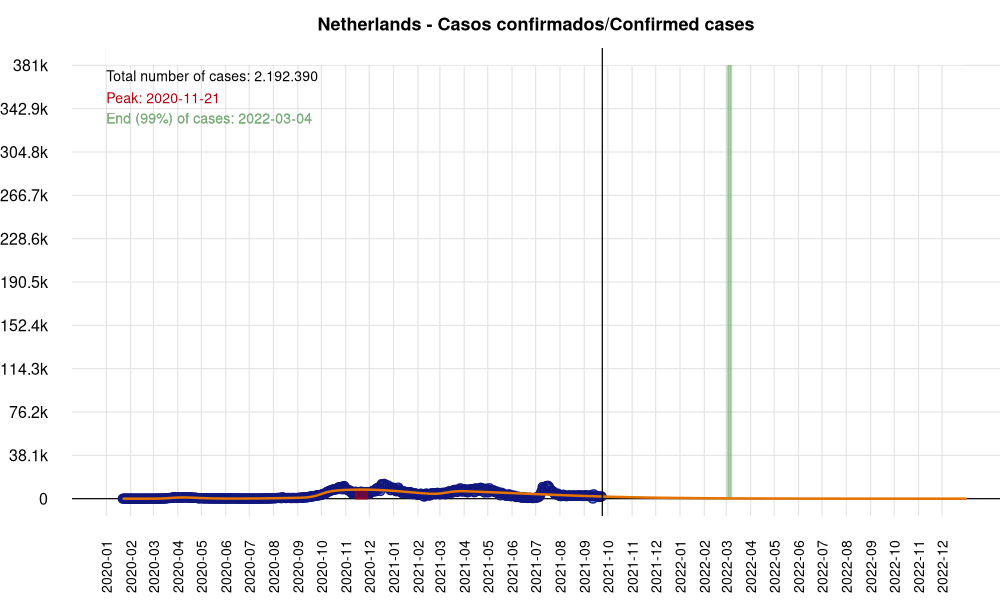 Netherlands - Casos confirmados/Confirmed cases
Total number of cases: 2.192.390
Peak: 2020-11-21
End (99%) of cases: 2022-03-04
381k
342.9k
304.8k
266.7k
228.6k
190.5k
152.4k
114.3k
76.2k
38.1k
0
2020-01
2020-02
2020-03
2020-04
2020-05
2020-06
2020-07
2020-08
2020-09
2020-10
2020-11
2020-12
2021-01
2021-02
2021-03
2021-04
2021-05
2021-06
2021-07
2021-08
2021-09
2021-10
2021-11
2021-12
2022-01
2022-02
2022-03
2022-04
2022-05
2022-06
2022-07
2022-08
2022-09
2022-10
2022-11
2022-12